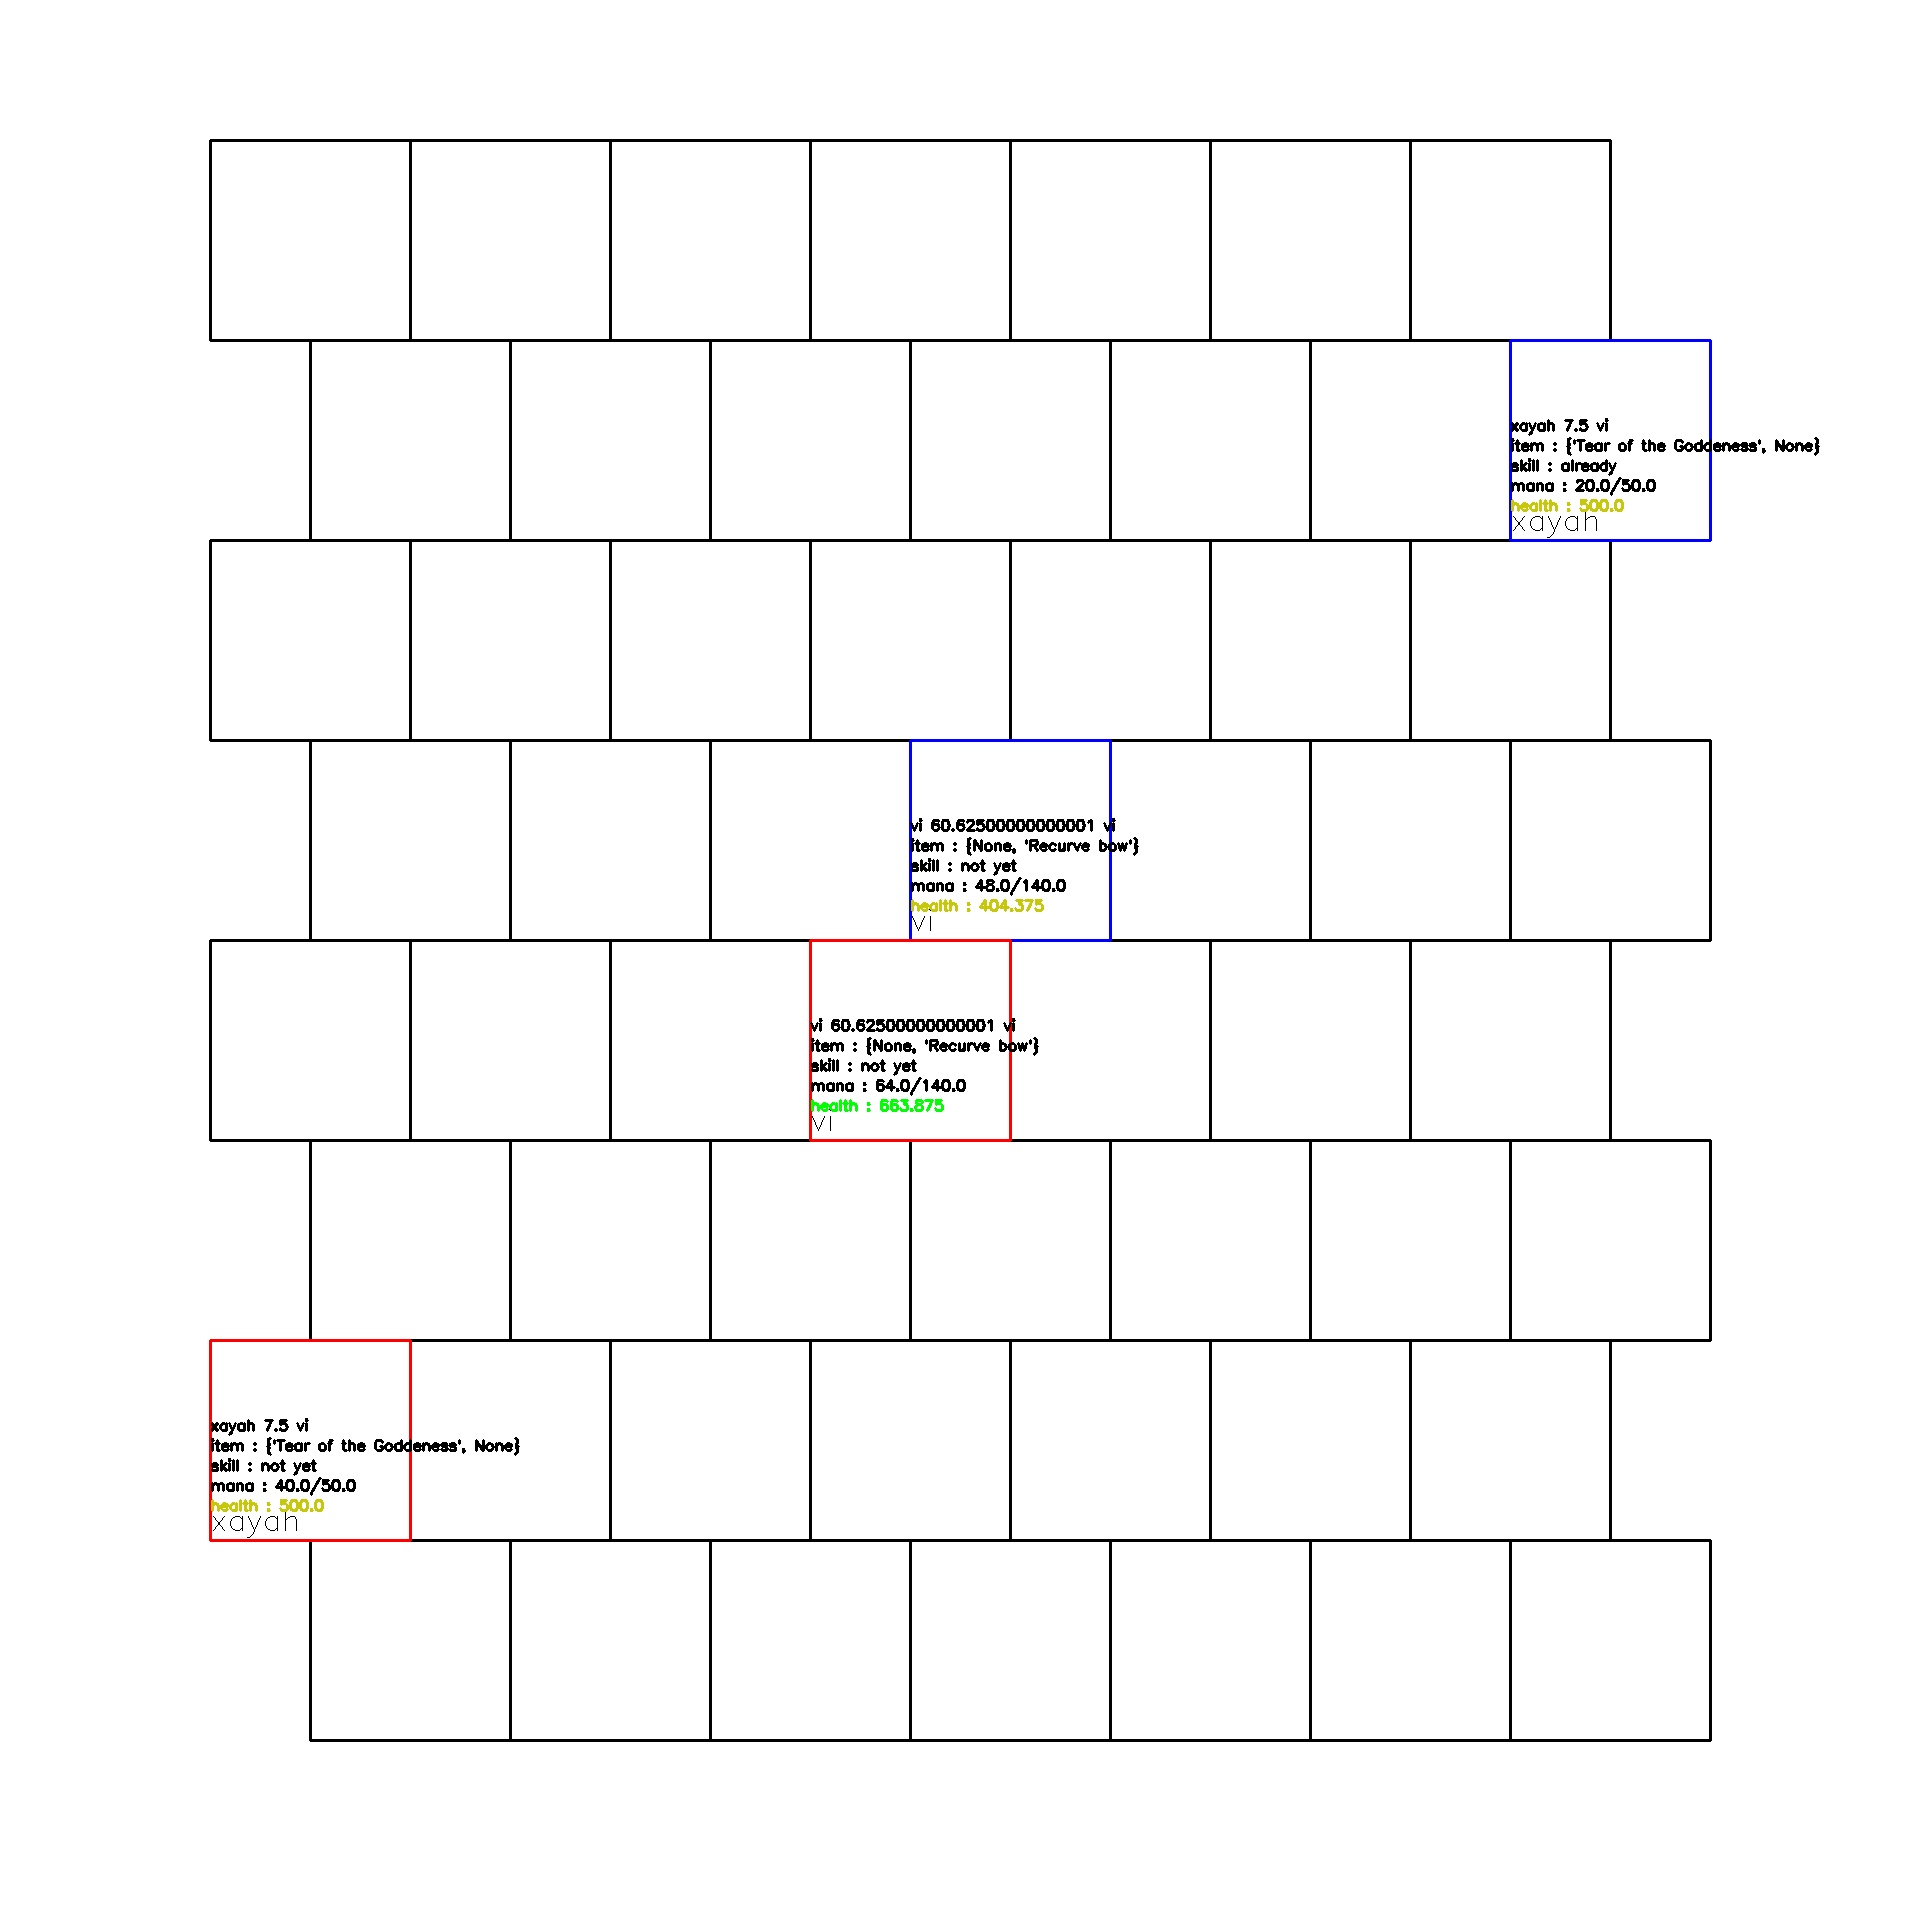 xayah 7.5 vi
item : {'Tear of the Goddeness', None}
skill : already
mana : 20.0/50.0
health : 500.0
xayah
vi 60.62500000000001 vi
item : {None, 'Recurve bow'}
skill : not yet
mana : 48.0/140.0
health : 404.375
vi
vi 60.62500000000001 vi
item : {None, 'Recurve bow'}
skill : not yet
mana : 64.0/140.0
health : 663.875
vi
xayah 7.5 vi
item : {'Tear of the Goddeness', None}
skill : not yet
mana : 40.0/50.0
health : 500.0
xayah